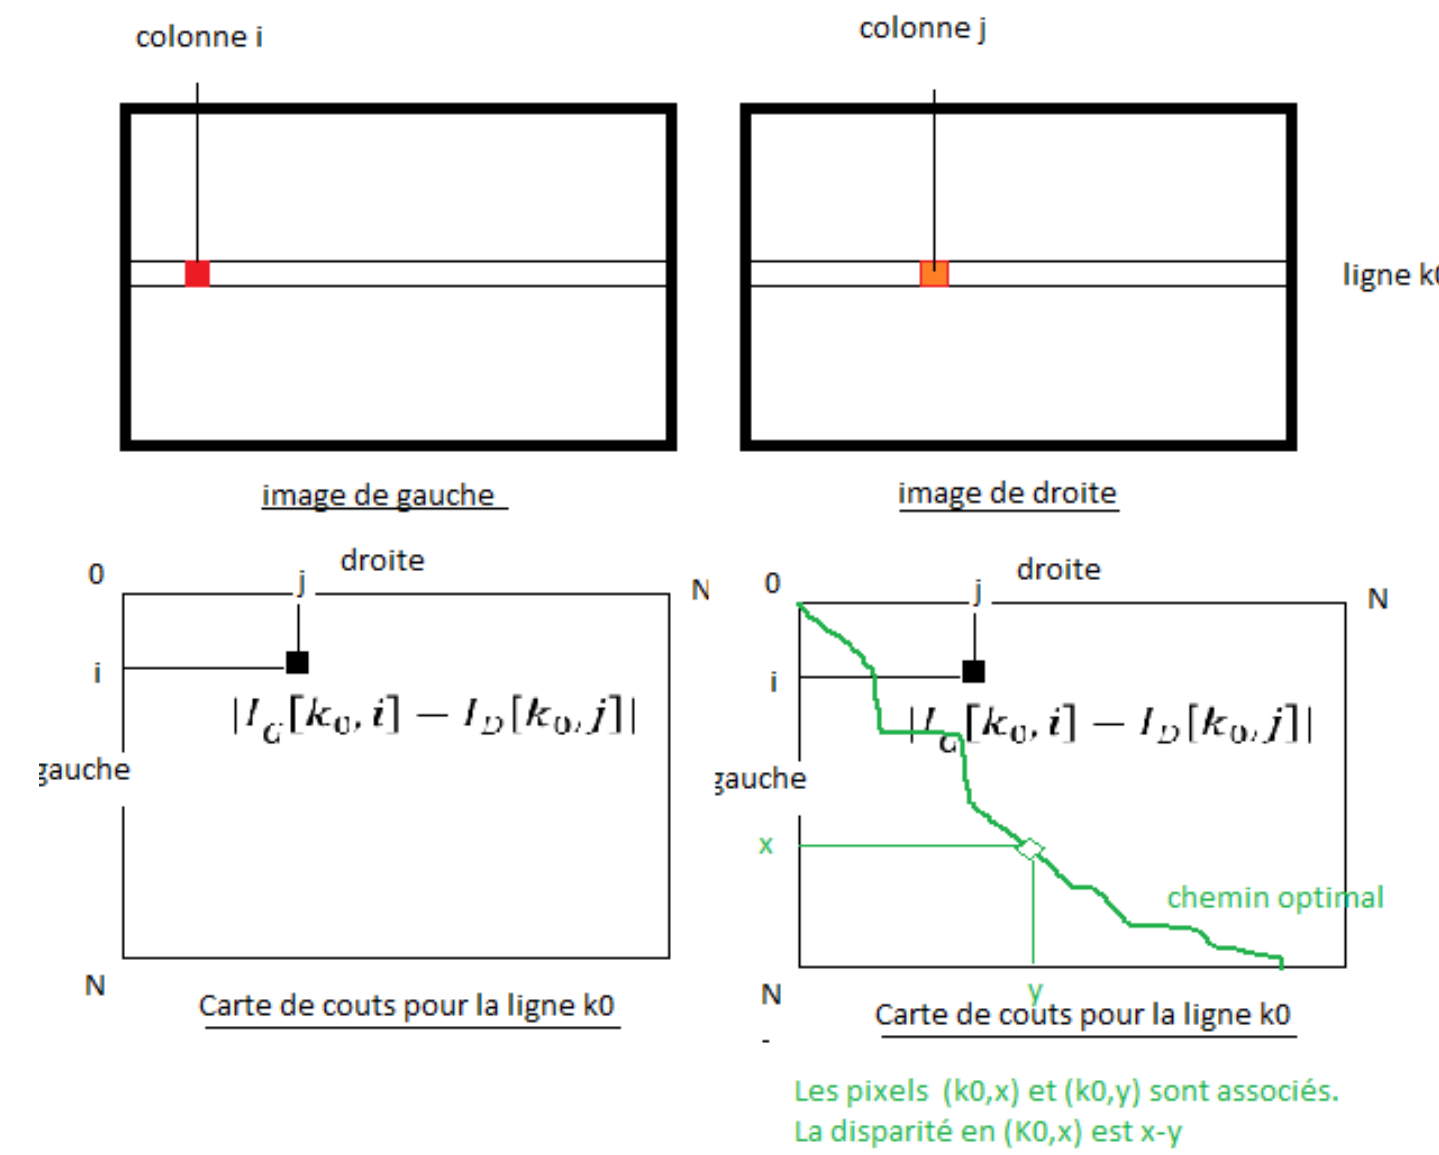 colonne i
colonne j
ligne k0
image de gauche
image de droite
0
droite
j
N
i
|I_G[k_0, i] − I_D[k_0, j]|
gauche
N
Carte de couts pour la ligne k0
0
droite
j
N
i
|I_G[k_0, i] − I_D[k_0, j]|
gauche
x
chemin optimal
N
y
Carte de couts pour la ligne k0
-
Les pixels (k0,x) et (k0,y) sont associés.
La disparité en (K0,x) est x-y